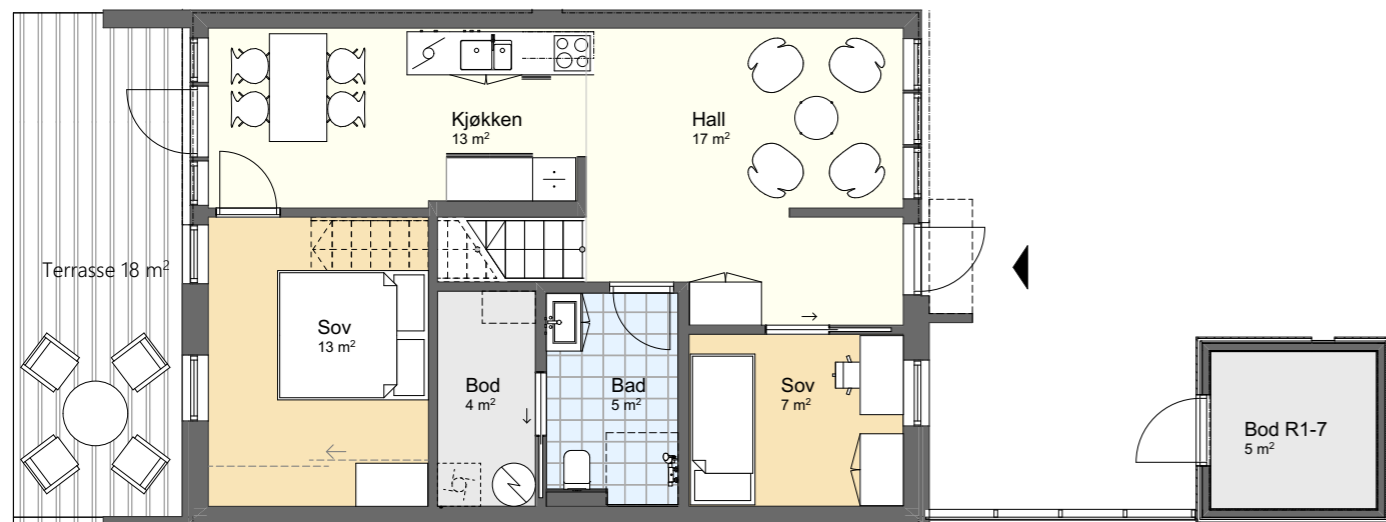 Kjøkken
13 m²
Hall
17 m²
Terrasse 18 m²
Sov
13 m²
Bod
4 m²
Bad
5 m²
Sov
7 m²
Bod R1-7
5 m²